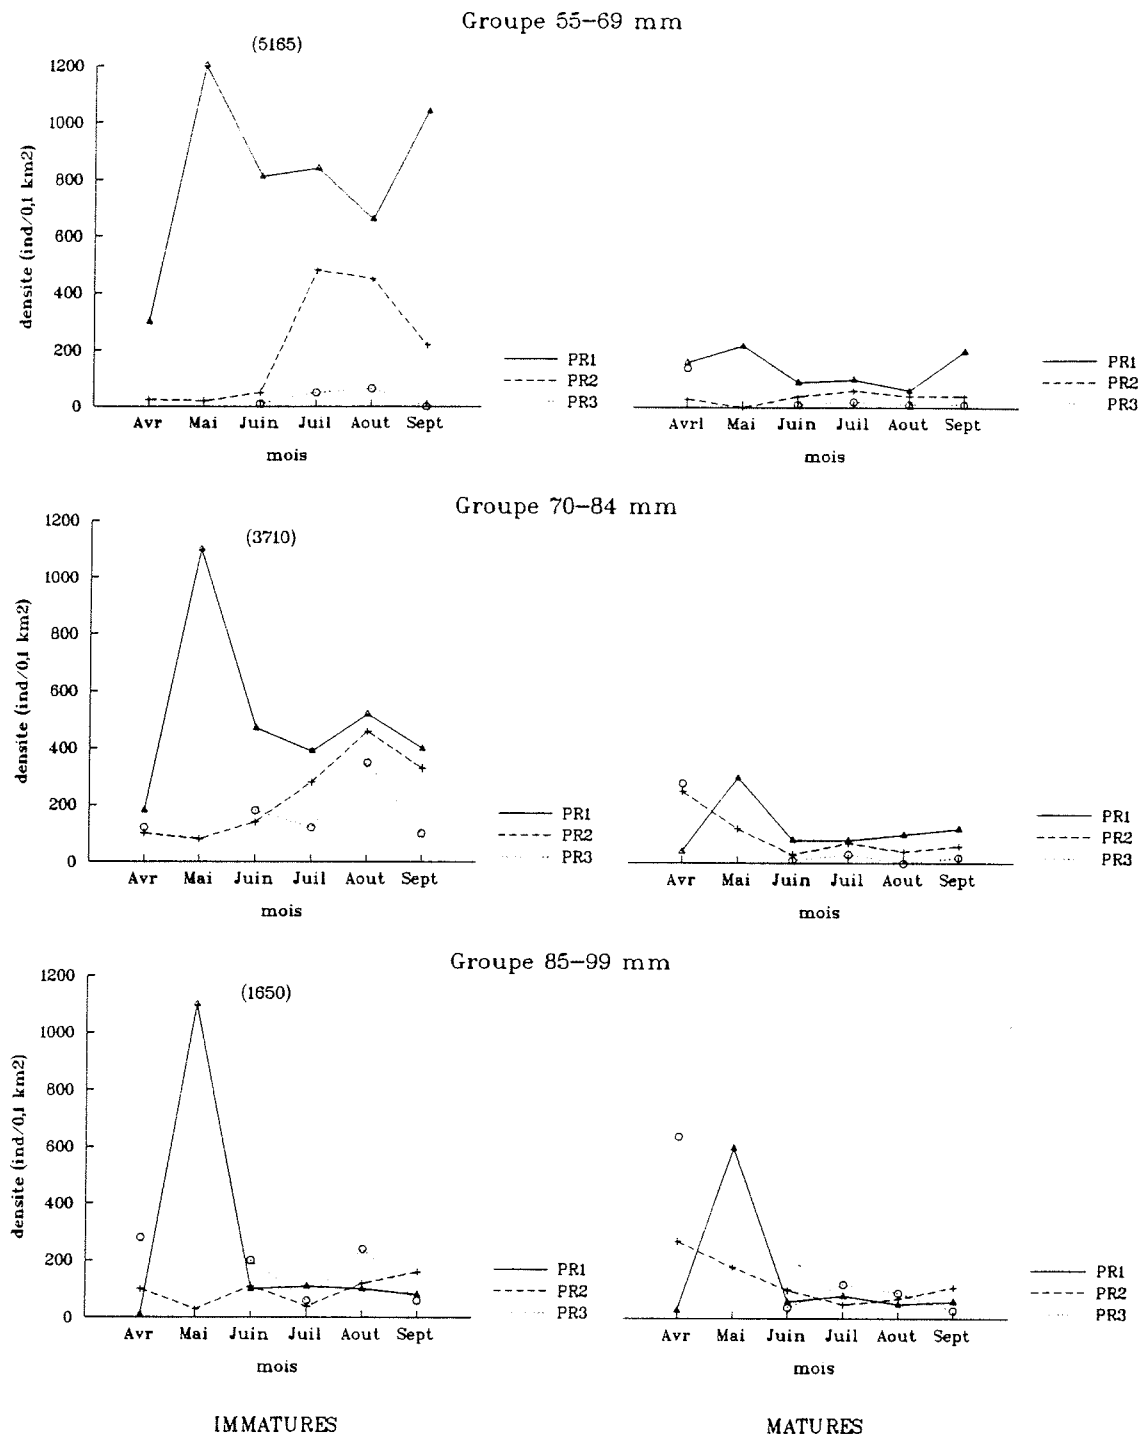 Groupe 55-69 mm
(5165)
densite (ind/0,1 km2)
1200
1000
800
600
400
200
0
Avr Mai Juin Juil Aout Sept
mois
PR1
PR2
PR3
Avrl Mai Juin Juil Aout Sept
mois
PR1
PR2
PR3
Groupe 70-84 mm
(3710)
densite (ind/0,1 km2)
1200
1000
800
600
400
200
0
Avr Mai Juin Juil Aout Sept
mois
PR1
PR2
PR3
Avr Mai Juin Juil Aout Sept
mois
PR1
PR2
PR3
Groupe 85-99 mm
(1650)
densite (ind/0,1 km2)
1200
1000
800
600
400
200
0
Avr Mai Juin Juil Aout Sept
mois
PR1
PR2
PR3
Avr Mai Juin Juil Aout Sept
mois
PR1
PR2
PR3
IMMATURES
MATURES